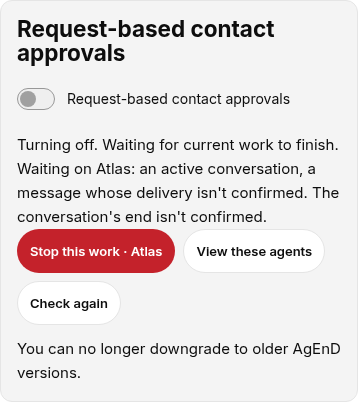 Request-based contact
approvals
Request-based contact approvals
Turning off. Waiting for current work to finish.
Waiting on Atlas: an active conversation, a
message whose delivery isn't confirmed. The
conversation's end isn't confirmed.
Stop this work · Atlas
View these agents
Check again
You can no longer downgrade to older AgEnD
versions.